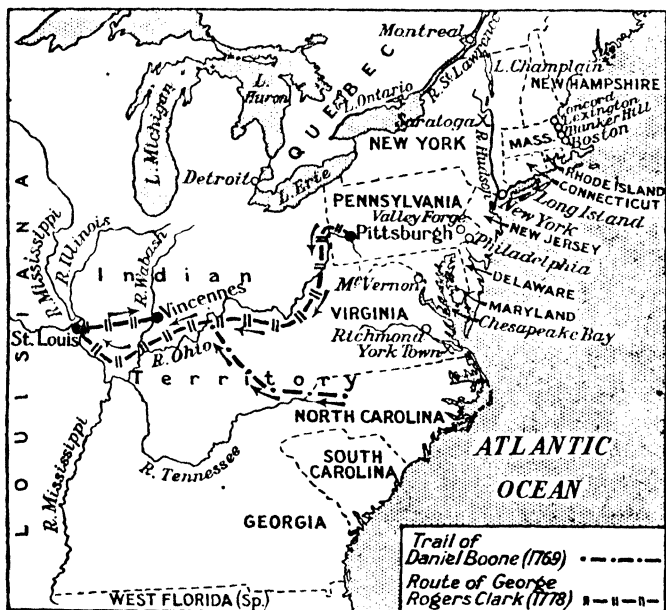 Montreal
R. St Lawrence
QUEBEC
L. Champlain
NEW HAMPSHIRE
L. Huron
L. Michigan
L. Ontario
Saratoga
R. Hudson
Concord
Lexington
Bunker Hill
Boston
MASS.
NEW YORK
Detroit
L. Erie
RHODE ISLAND
CONNECTICUT
Long Island
New York
PENNSYLVANIA
Valley Forge
Pittsburgh
NEW JERSEY
Philadelphia
LOUISIANA
R. Mississippi
R. Illinois
R. Wabash
Indian
Territory
Mt Vernon
DELAWARE
MARYLAND
Chesapeake Bay
Vincennes
VIRGINIA
St. Louis
R. Ohio
Richmond
York Town
NORTH CAROLINA
R. Tennessee
SOUTH
CAROLINA
ATLANTIC
OCEAN
R. Mississippi
GEORGIA
WEST FLORIDA (Sp.)
Trail of
Daniel Boone (1769)
Route of George
Rogers Clark (1778)